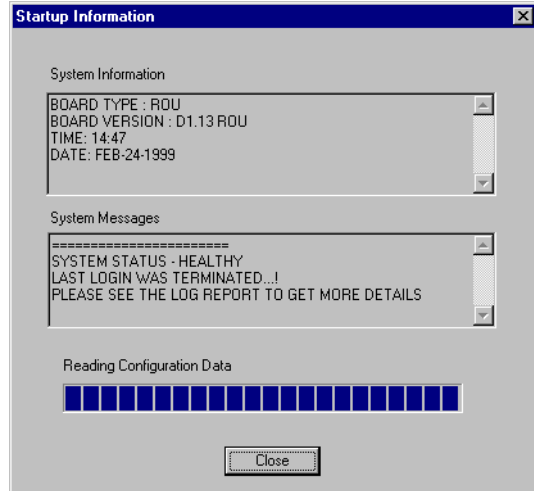 Startup Information
System Information
BOARD TYPE : ROU
BOARD VERSION : D1.13 ROU
TIME: 14:47
DATE: FEB-24-1999
System Messages
=======================
SYSTEM STATUS - HEALTHY
LAST LOGIN WAS TERMINATED...!
PLEASE SEE THE LOG REPORT TO GET MORE DETAILS
Reading Configuration Data
Close